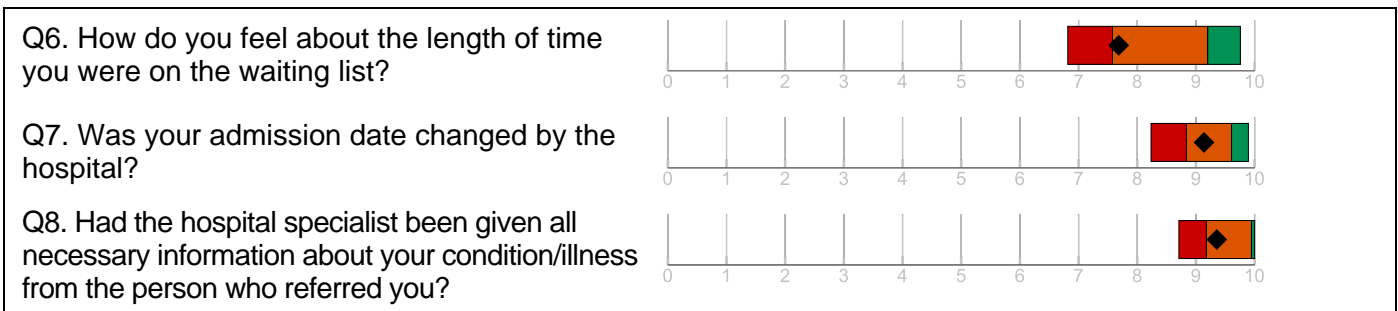 Q6. How do you feel about the length of time
you were on the waiting list?
0 1 2 3 4 5 6 7 8 9 10
Q7. Was your admission date changed by the
hospital?
0 1 2 3 4 5 6 7 8 9 10
Q8. Had the hospital specialist been given all
necessary information about your condition/illness
from the person who referred you?
0 1 2 3 4 5 6 7 8 9 10